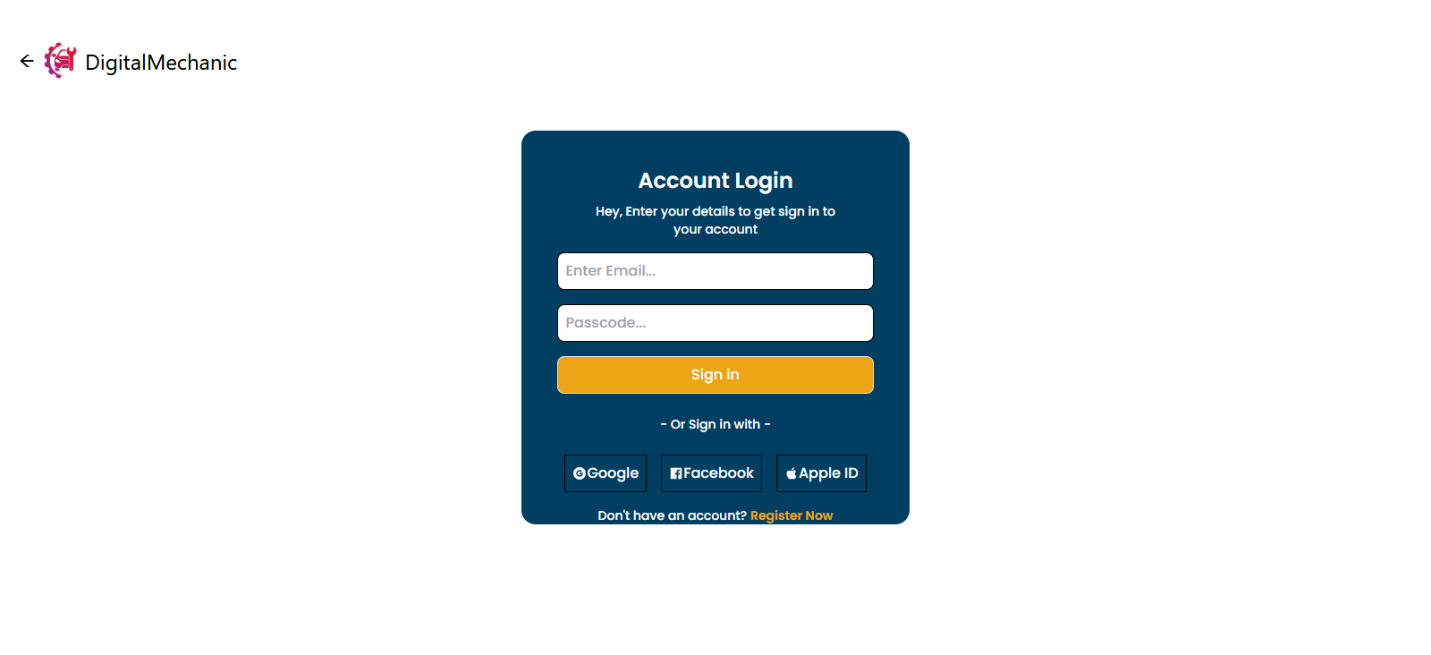 DigitalMechanic
Account Login
Hey, Enter your details to get sign in to
your account
Enter Email...
Passcode...
Sign in
- Or Sign in with -
Google Facebook Apple ID
Don't have an account? Register Now